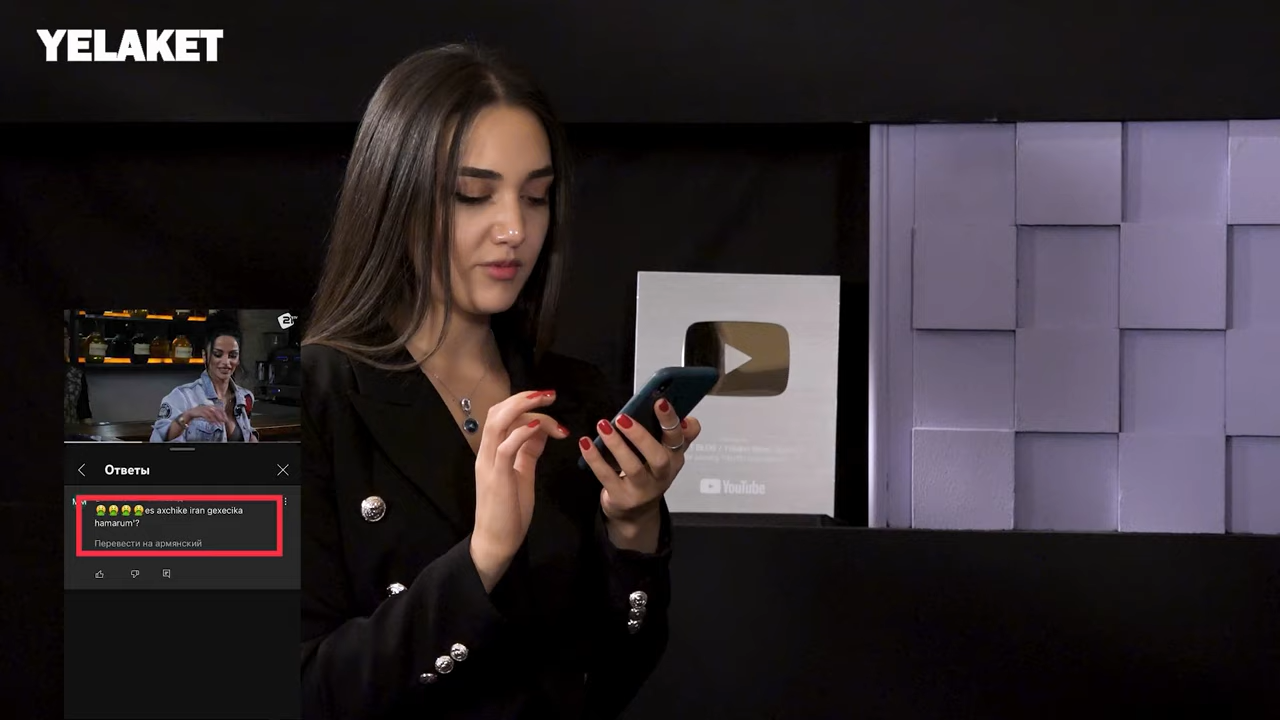 YELAKET
Ответы
🤮🤮🤮🤮es axchike iran gexecika
hamarum'?
Перевести на армянский
YouTube